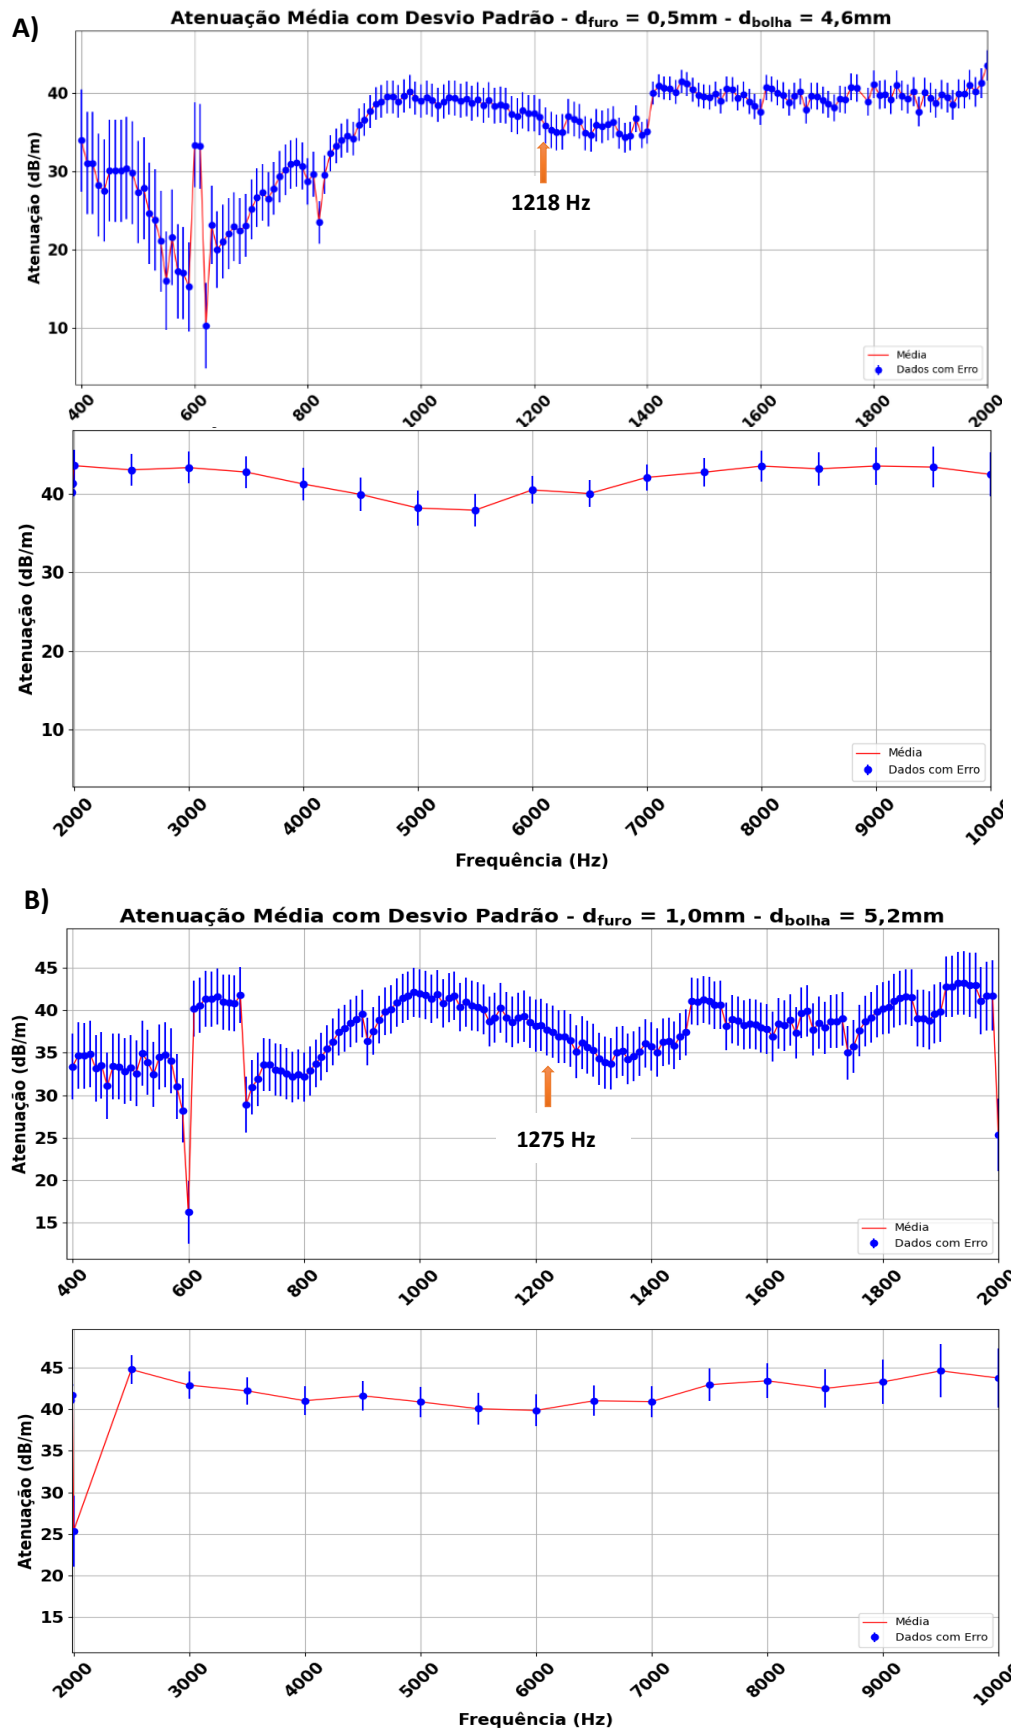 A)
Atenuação Média com Desvio Padrão - d_furo = 0,5mm - d_bolha = 4,6mm
Atenuação (dB/m)
40
30
20
10
1218 Hz
Média
Dados com Erro
400 600 800 1000 1200 1400 1600 1800 2000
Atenuação (dB/m)
40
30
20
10
Média
Dados com Erro
2000 3000 4000 5000 6000 7000 8000 9000 10000
Frequência (Hz)
B)
Atenuação Média com Desvio Padrão - d_furo = 1,0mm - d_bolha = 5,2mm
Atenuação (dB/m)
45
40
35
30
25
20
15
1275 Hz
Média
Dados com Erro
400 600 800 1000 1200 1400 1600 1800 2000
Atenuação (dB/m)
45
40
35
30
25
20
15
Média
Dados com Erro
2000 3000 4000 5000 6000 7000 8000 9000 10000
Frequência (Hz)